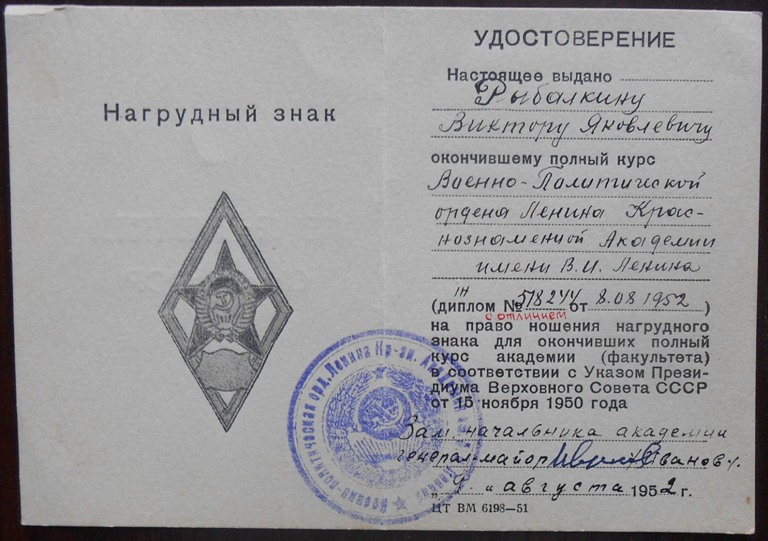 Нагрудный знак
УДОСТОВЕРЕНИЕ
Настоящее выдано
Рыбалкину
Виктору Яковлевичу
окончившему полный курс
Военно-Политической
ордена Ленина Крас-
нознаменной Академии
имени В.И. Ленина
(диплом № 518244 от 8.08 1952)
с отличием
на право ношения нагрудного
знака для окончивших полный
курс академии (факультета)
в соответствии с Указом Прези-
диума Верховного Совета СССР
от 15 ноября 1950 года
Зам. начальника академии
генерал-майор Иванов
„9" августа 1952 г.
ЦТ ВМ 6198—51